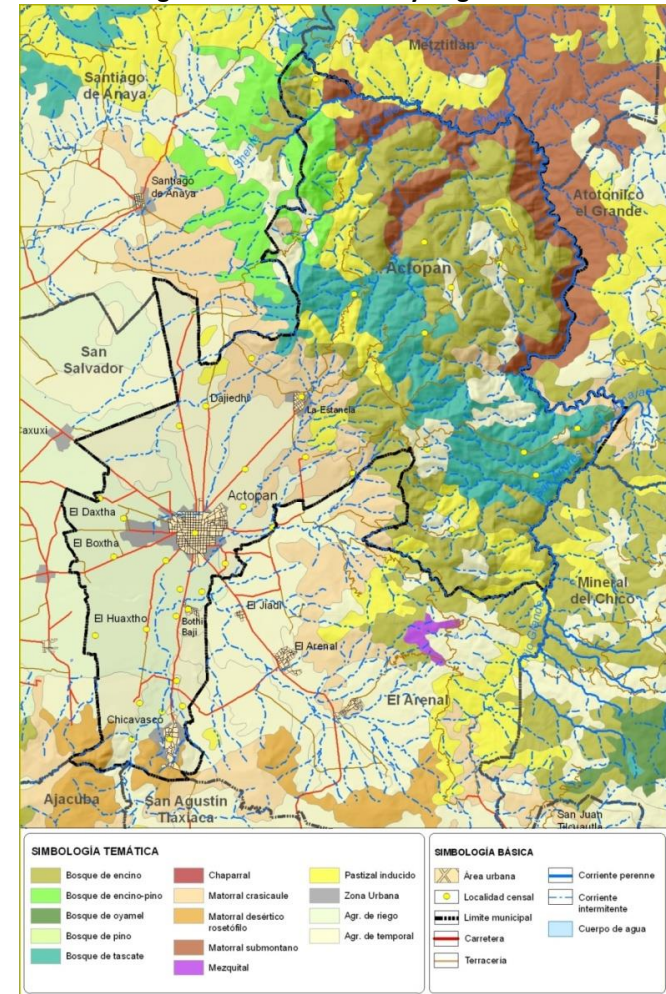 Metztitlán
Santiago
de Anaya
Santiago
de Anaya
Atotonilco
el Grande
Actopan
San
Salvador
Dajiedhi
La Estancia
Caxuxi
Actopan
El Daxtha
El Boxtha
Mineral
del Chico
El Huaxtho
Bothi
Baji
El Jiadi
El Arenal
El Arenal
Chicavasco
Ajacuba
San Agustín
Tlaxiaca
San Juan
SIMBOLOGÍA TEMÁTICA
Bosque de encino
Bosque de encino-pino
Bosque de oyamel
Bosque de pino
Bosque de tascate
Chaparral
Matorral crasicaule
Matorral desértico
rosetófilo
Matorral submontano
Mezquital
Pastizal inducido
Zona Urbana
Agr. de riego
Agr. de temporal
SIMBOLOGÍA BÁSICA
Área urbana
Localidad censal
Limite municipal
Carretera
Terraceria
Corriente perenne
Corriente
intermitente
Cuerpo de agua